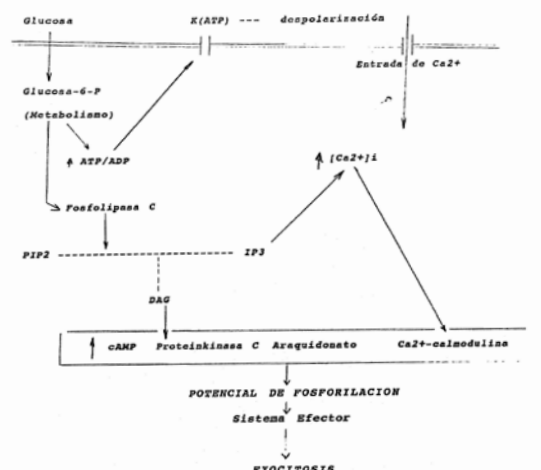 Glucosa K(ATP) --- despolarización
Entrada de Ca2+
Glucosa-6-P
(Metabolismo)
ATP/ADP
[Ca2+]i
Fosfolipasa C
PIP2 IP3
DAG
cAMP Proteinkinasa C Araquidonato Ca2+-calmodulina
POTENCIAL DE FOSFORILACION
Sistema Efector
EXOCITOSIS